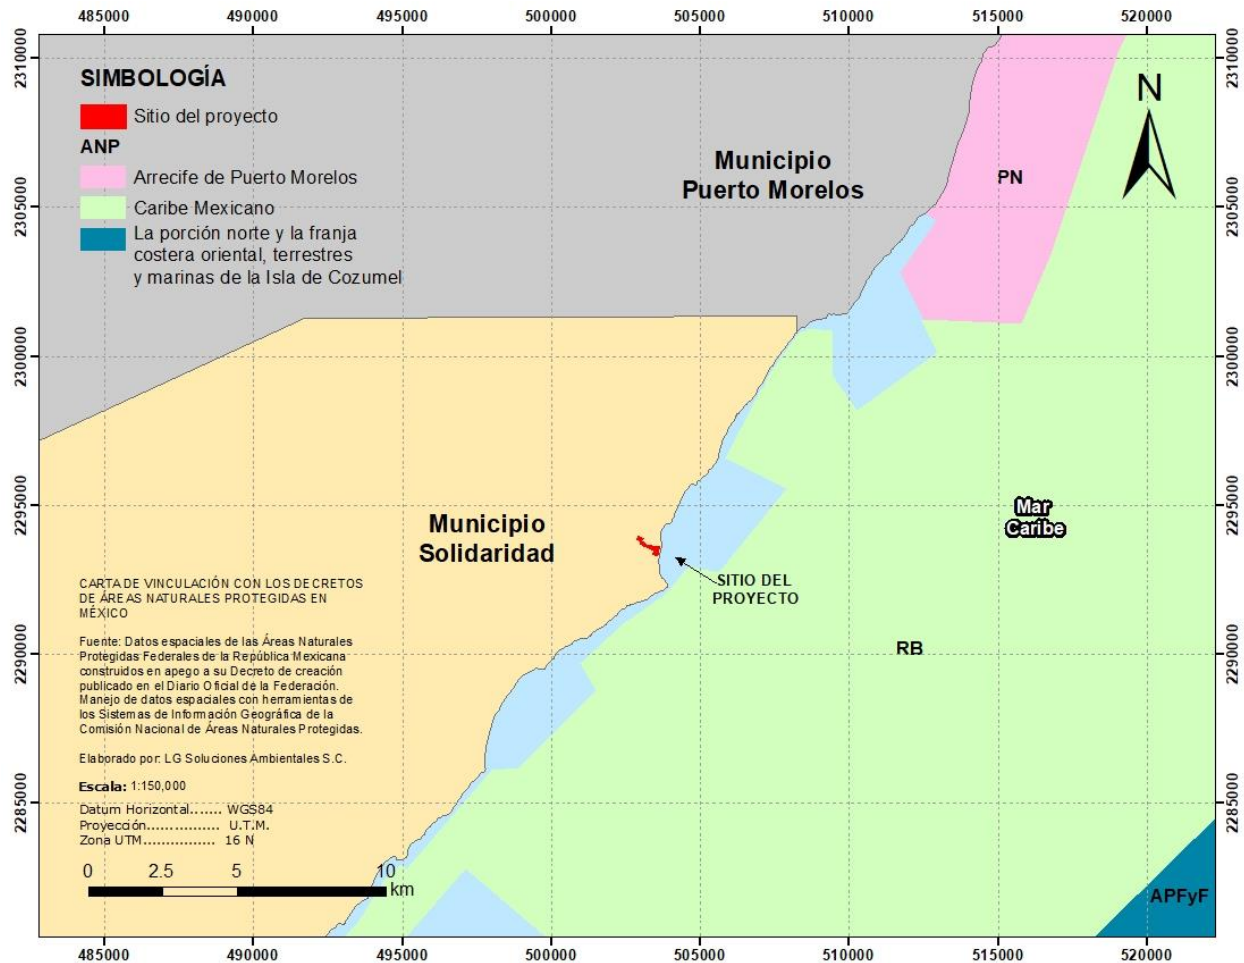 485000 490000 495000 500000 505000 510000 515000 520000
2310000
2305000
2300000
2295000
2290000
2285000
SIMBOLOGÍA
Sitio del proyecto
ANP
Arrecife de Puerto Morelos
Caribe Mexicano
La porción norte y la franja
costera oriental, terrestres
y marinas de la Isla de Cozumel
Municipio
Puerto Morelos
PN
N
Municipio
Solidaridad
Mar
Caribe
SITIO DEL
PROYECTO
RB
APFyF
CARTA DE VINCULACIÓN CON LOS DECRETOS
DE ÁREAS NATURALES PROTEGIDAS EN
MÉXICO
Fuente: Datos espaciales de las Áreas Naturales
Protegidas Federales de la República Mexicana
construidos en apego a su Decreto de creación
publicado en el Diario Oficial de la Federación.
Manejo de datos espaciales con herramientas de
los Sistemas de Información Geográfica de la
Comisión Nacional de Áreas Naturales Protegidas.
Elaborado por: LG Soluciones Ambientales S.C.
Escala: 1:150,000
Datum Horizontal....... WGS84
Proyección................ U.T.M.
Zona UTM............... 16 N
0 2.5 5 10
km
2310000
2305000
2300000
2295000
2290000
2285000
485000 490000 495000 500000 505000 510000 515000 520000